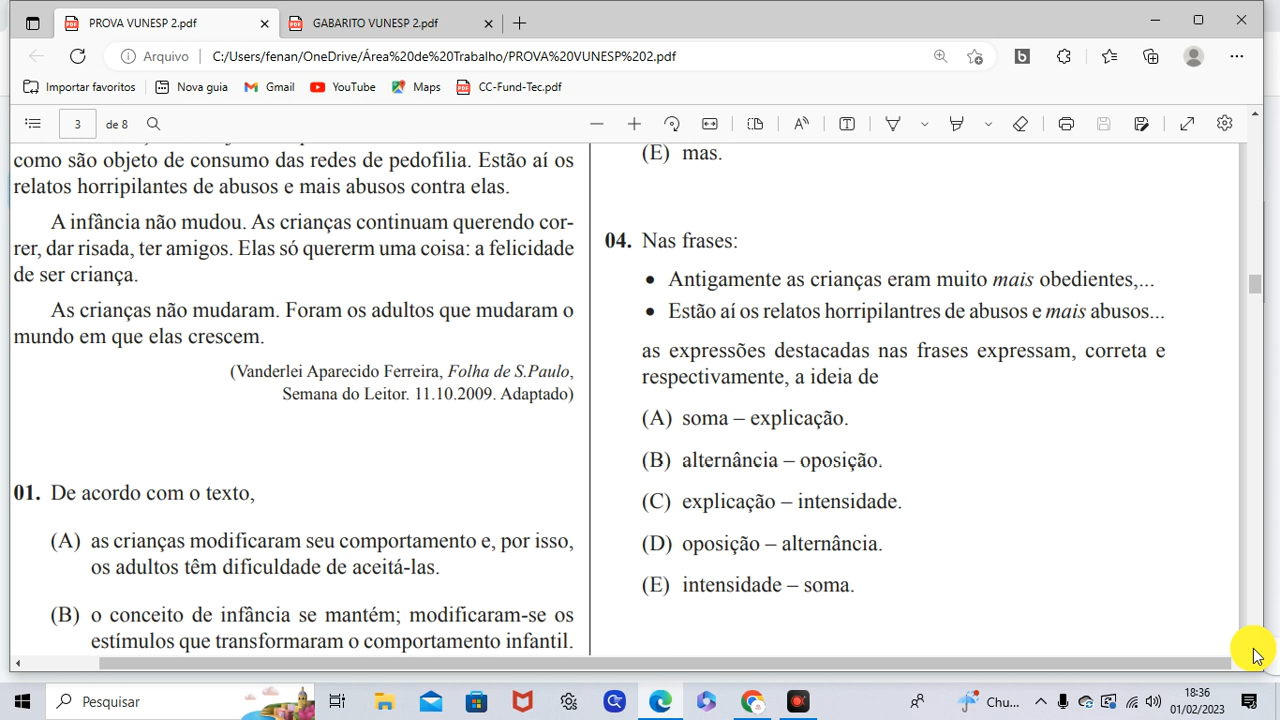 PROVA VUNESP 2.pdf
GABARITO VUNESP 2.pdf
Arquivo
C:/Users/fenan/OneDrive/Área%20de%20Trabalho/PROVA%20VUNESP%202.pdf
Importar favoritos
Nova guia
Gmail
YouTube
Maps
CC-Fund-Tec.pdf
3
de 8
como são objeto de consumo das redes de pedofilia. Estão aí os
relatos horripilantes de abusos e mais abusos contra elas.
A infância não mudou. As crianças continuam querendo cor-
rer, dar risada, ter amigos. Elas só quererm uma coisa: a felicidade
de ser criança.
As crianças não mudaram. Foram os adultos que mudaram o
mundo em que elas crescem.
(Vanderlei Aparecido Ferreira, Folha de S.Paulo,
Semana do Leitor. 11.10.2009. Adaptado)
01. De acordo com o texto,
(A) as crianças modificaram seu comportamento e, por isso,
os adultos têm dificuldade de aceitá-las.
(B) o conceito de infância se mantém; modificaram-se os
estímulos que transformaram o comportamento infantil.
(E) mas.
04. Nas frases:
• Antigamente as crianças eram muito mais obedientes,...
• Estão aí os relatos horripilantres de abusos e mais abusos...
as expressões destacadas nas frases expressam, correta e
respectivamente, a ideia de
(A) soma – explicação.
(B) alternância – oposição.
(C) explicação – intensidade.
(D) oposição – alternância.
(E) intensidade – soma.
Pesquisar
Chu...
18:36
01/02/2023